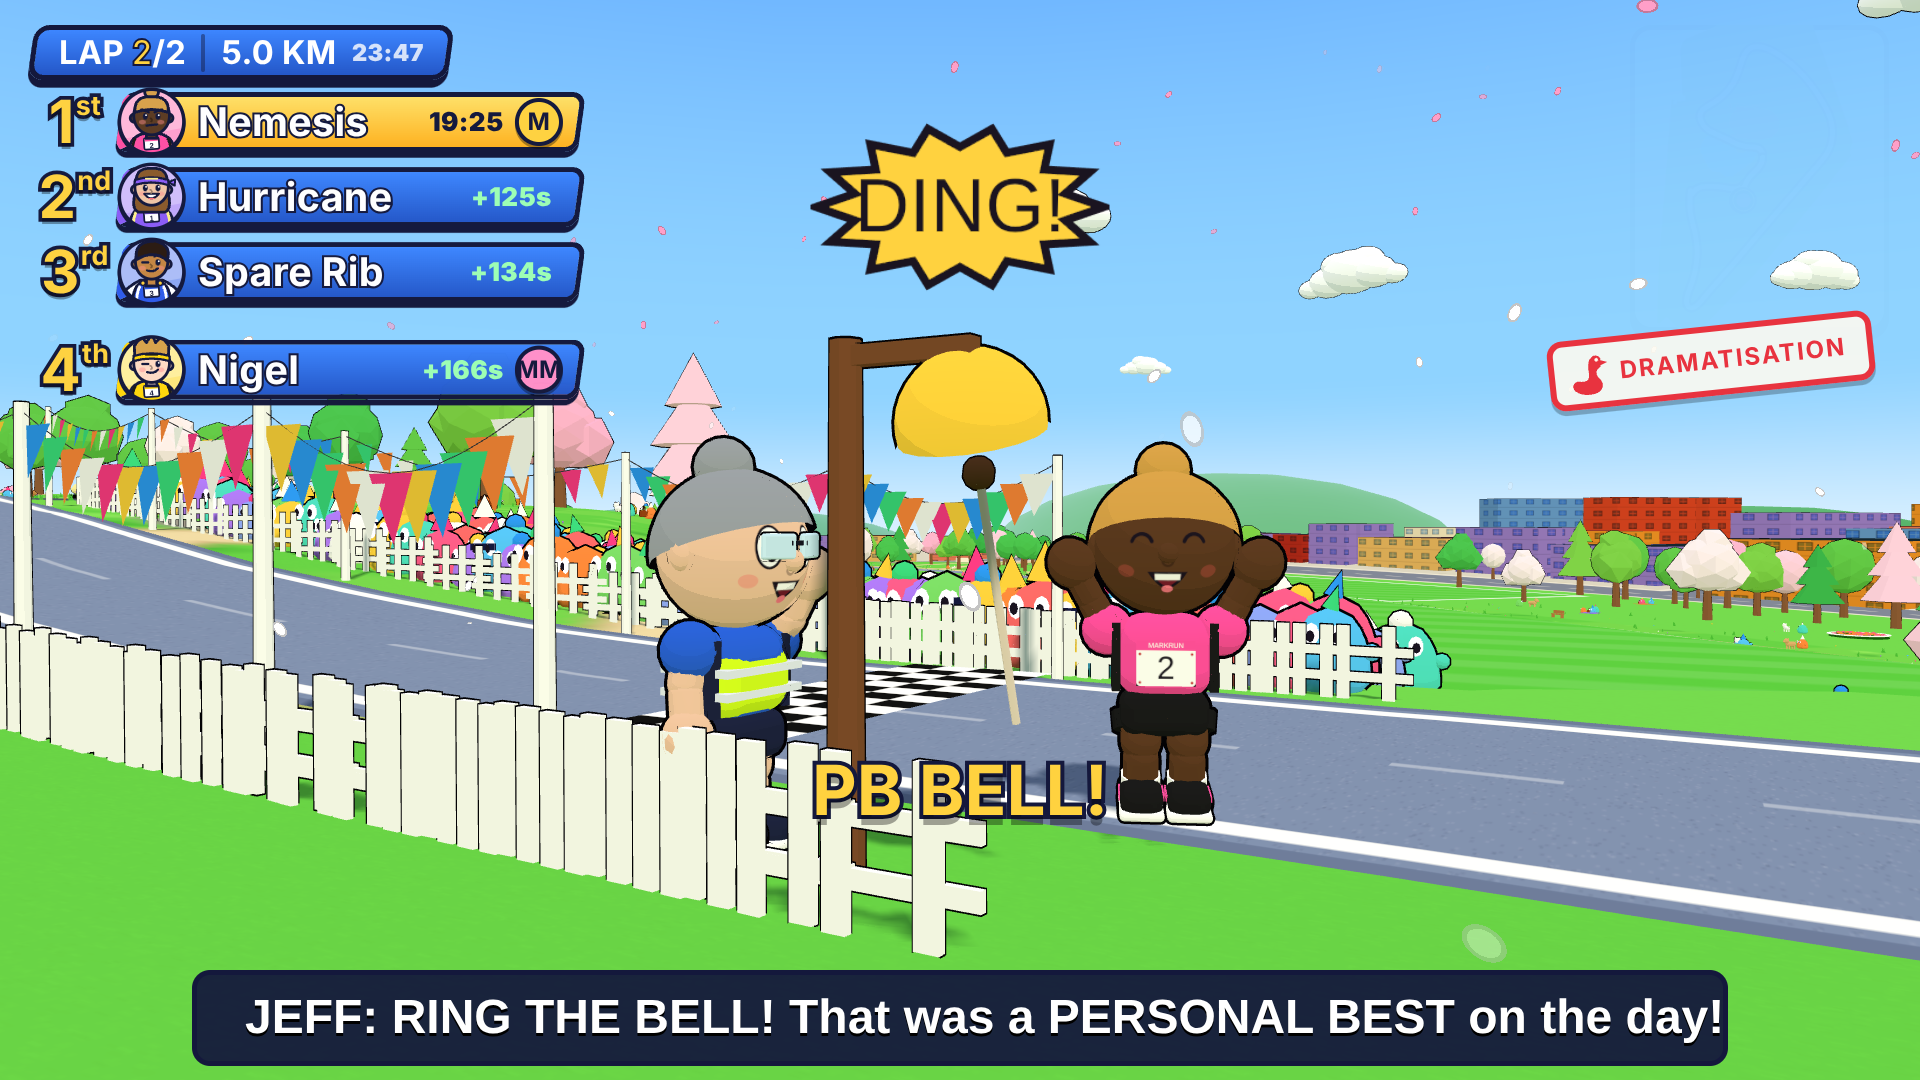 LAP 2/2 5.0 KM 23:47
1st Nemesis 19:25 M
2nd Hurricane +125s
3rd Spare Rib +134s
4th Nigel +166s MM
DING!
DRAMATISATION
MARKRUN
2
PB BELL!
JEFF: RING THE BELL! That was a PERSONAL BEST on the day!